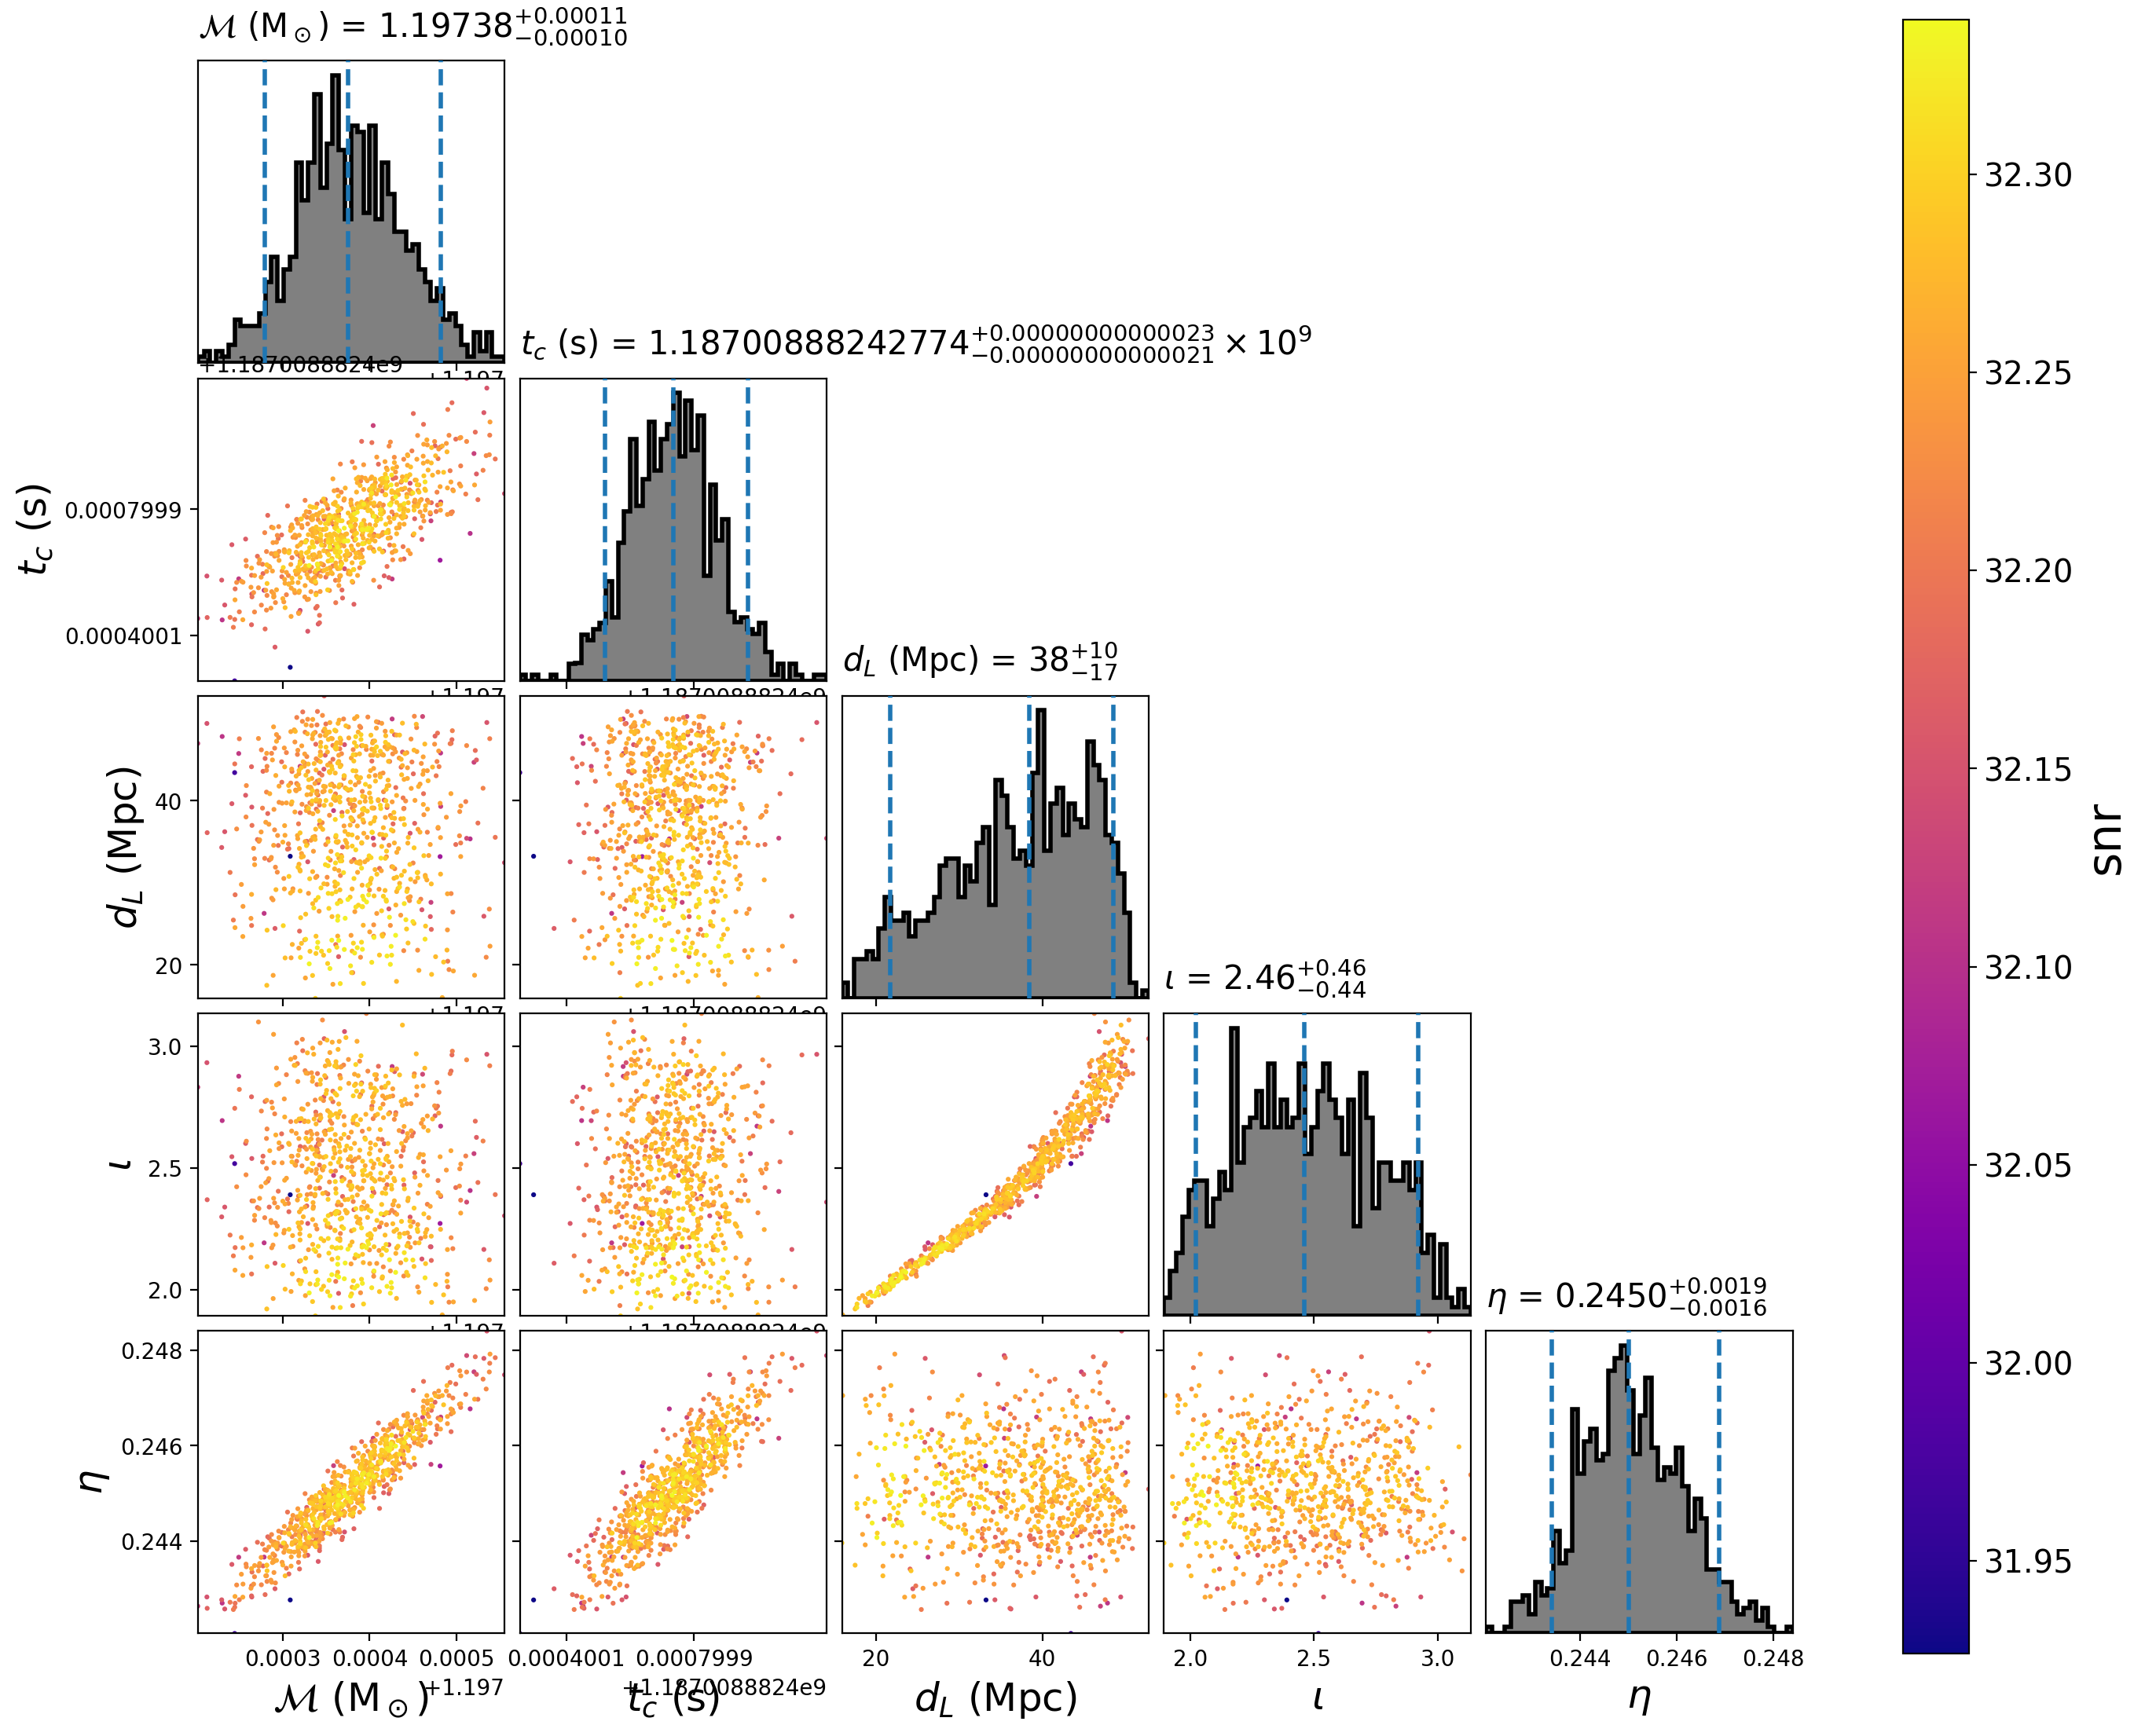 ℳ (M_⊙) = 1.19738 +0.00011 −0.00010
t_c (s) = 1.18700888242774 +0.00000000000023 −0.00000000000021 × 10^9
+1.1870088824e9
+1.197
t_c (s)
0.0007999
0.0004001
d_L (Mpc) = 38 +10 −17
+1.197
+1.1870088824e9
d_L (Mpc)
40
20
ι = 2.46 +0.46 −0.44
+1.197
+1.1870088824e9
ι
3.0
2.5
2.0
η = 0.2450 +0.0019 −0.0016
+1.197
+1.1870088824e9
η
0.248
0.246
0.244
0.0003 0.0004 0.0005 0.0004001 0.0007999 20 40 2.0 2.5 3.0 0.244 0.246 0.248
+1.197 +1.1870088824e9
ℳ (M_⊙) t_c (s) d_L (Mpc) ι η
32.30
32.25
32.20
32.15
32.10
32.05
32.00
31.95
snr